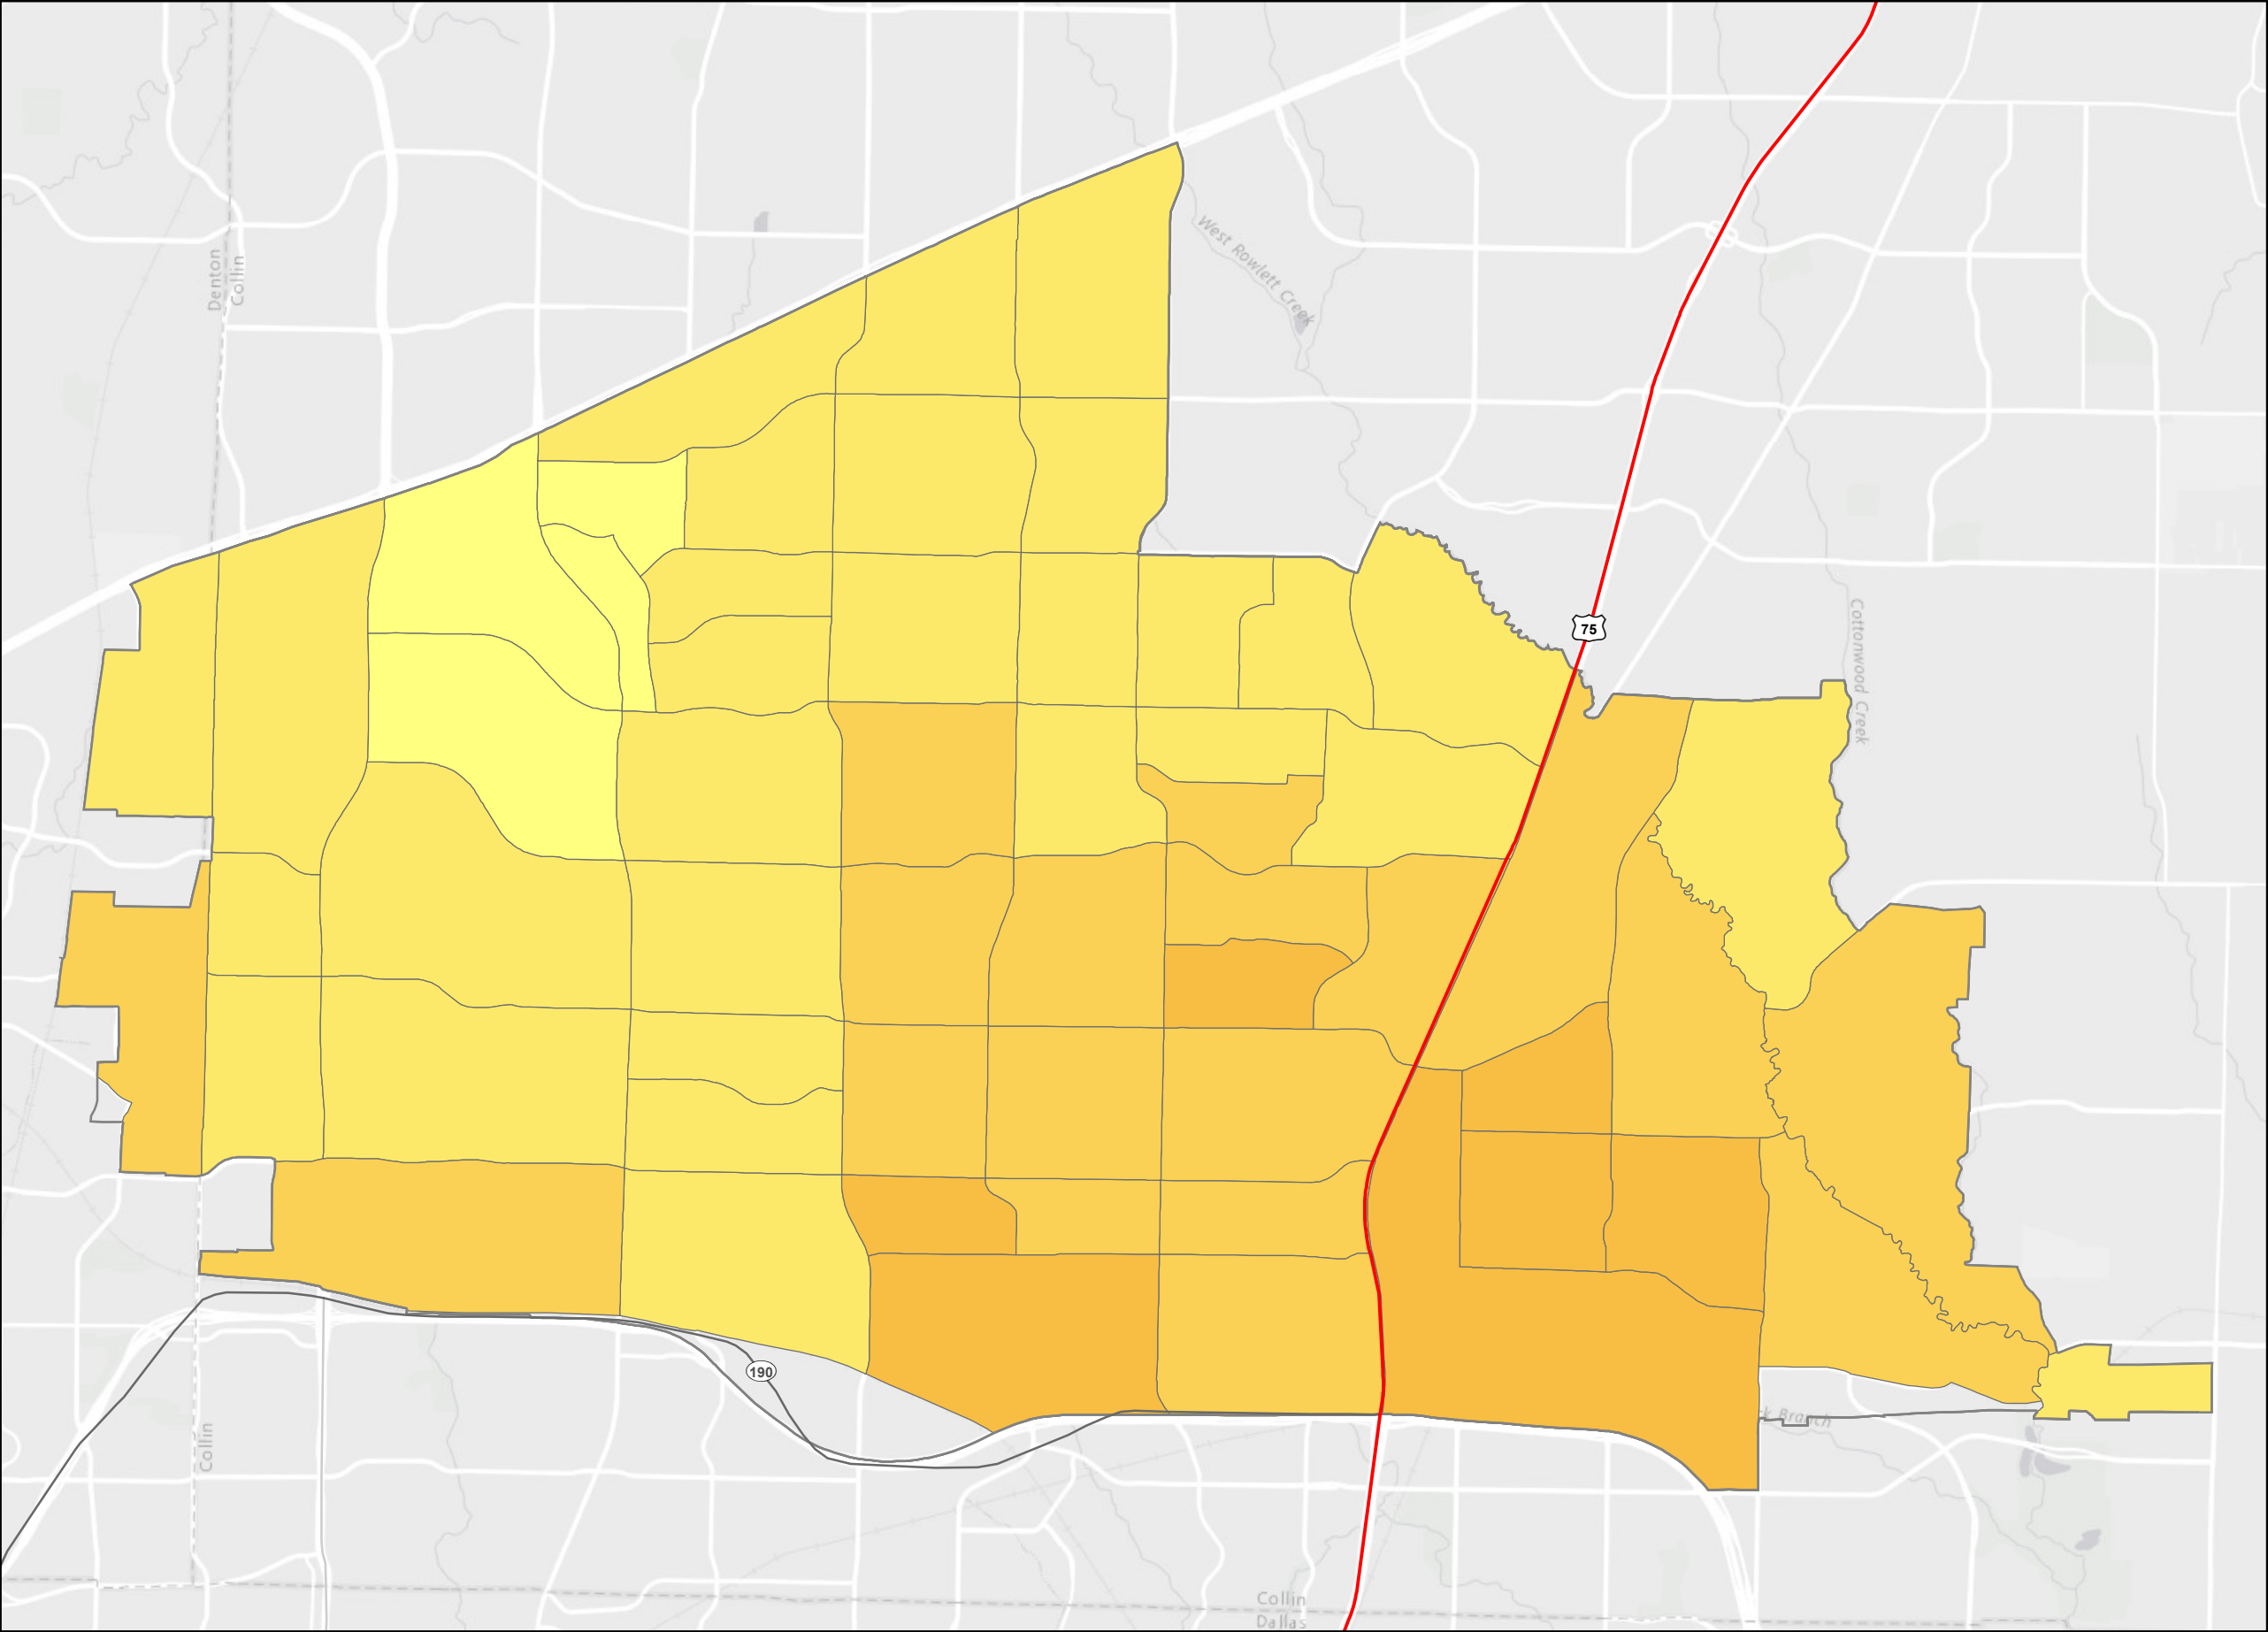 Denton
Collin
West Rowlett Creek
75
Cottonwood Creek
190
Collin
Branch
Collin
Dallas